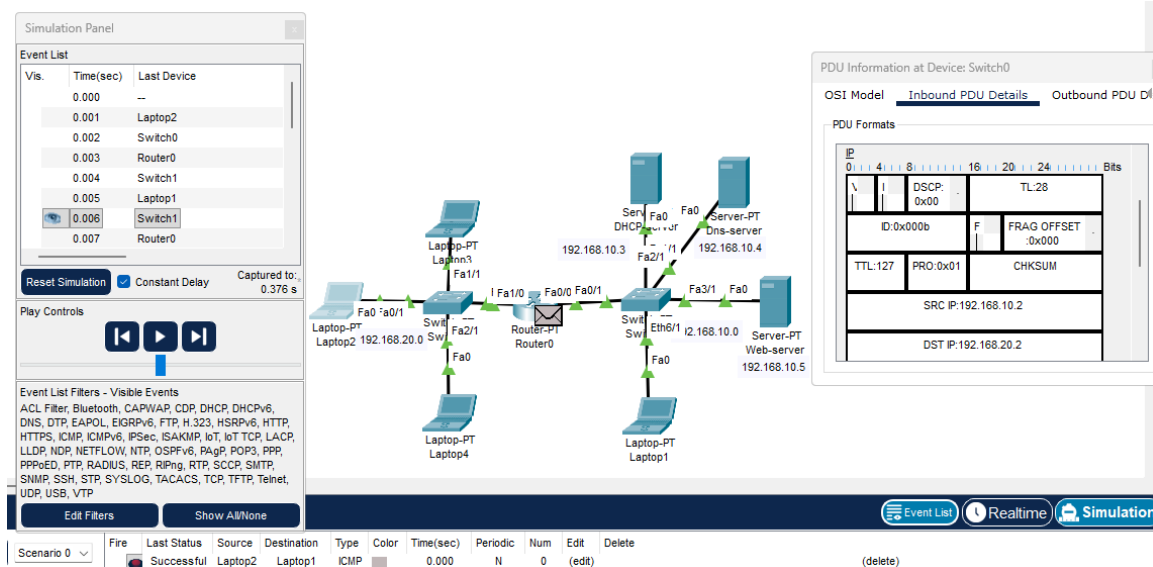 Simulation Panel
Event List
Vis. Time(sec) Last Device
0.000 --
0.001 Laptop2
0.002 Switch0
0.003 Router0
0.004 Switch1
0.005 Laptop1
0.006 Switch1
0.007 Router0
Reset Simulation Constant Delay Captured to:
0.376 s
Play Controls
Event List Filters - Visible Events
ACL Filter, Bluetooth, CAPWAP, CDP, DHCP, DHCPv6,
DNS, DTP, EAPOL, EIGRPv6, FTP, H.323, HSRPv6, HTTP,
HTTPS, ICMP, ICMPv6, IPSec, ISAKMP, IoT, IoT TCP, LACP,
LLDP, NDP, NETFLOW, NTP, OSPFv6, PAgP, POP3, PPP,
PPPoED, PTP, RADIUS, REP, RIPng, RTP, SCCP, SMTP,
SNMP, SSH, STP, SYSLOG, TACACS, TCP, TFTP, Telnet,
UDP, USB, VTP
Edit Filters Show All/None
Fa0 Fa0 Server-PT
Dns-server
192.168.10.3 192.168.10.4
Laptop-PT
Laptop3
Fa2/1
Fa1/1
Fa1/0 Fa0/0 Fa0/1 Fa3/1 Fa0
Fa0
Laptop-PT
Laptop2 192.168.20.0
Fa2/1
Router-PT
Router0
Eth6/1
Server-PT
Web-server
192.168.10.5
Fa0 Fa0
Laptop-PT
Laptop4
Laptop-PT
Laptop1
PDU Information at Device: Switch0
OSI Model Inbound PDU Details Outbound PDU D
PDU Formats
IP
0 4 8 16 20 24 Bits
DSCP:
0x00
TL:28
ID:0x000b F FRAG OFFSET
:0x000
TTL:127 PRO:0x01 CHKSUM
SRC IP:192.168.10.2
DST IP:192.168.20.2
Event List Realtime Simulation
Scenario 0
Fire Last Status Source Destination Type Color Time(sec) Periodic Num Edit Delete
Successful Laptop2 Laptop1 ICMP 0.000 N 0 (edit) (delete)